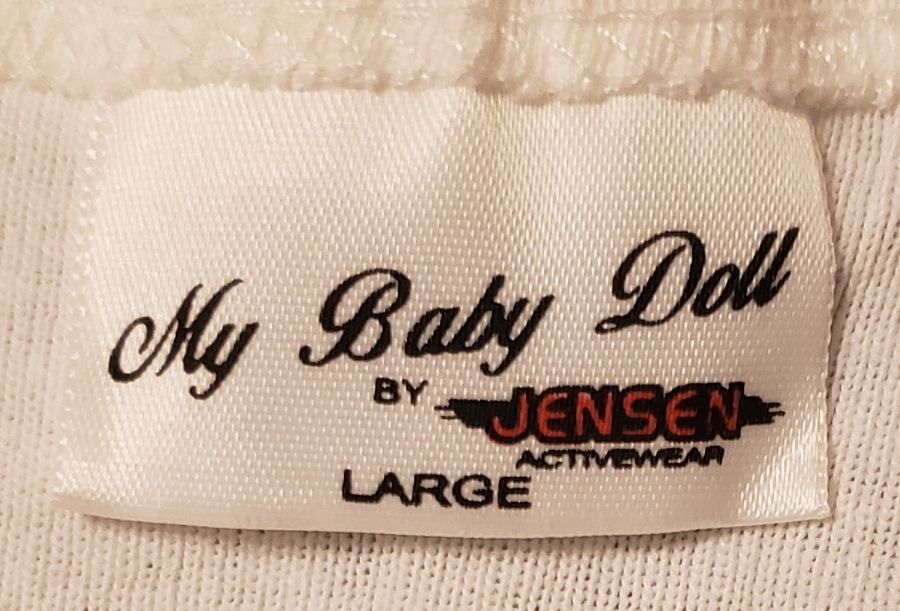 My Baby Doll
BY JENSEN
ACTIVEWEAR
LARGE